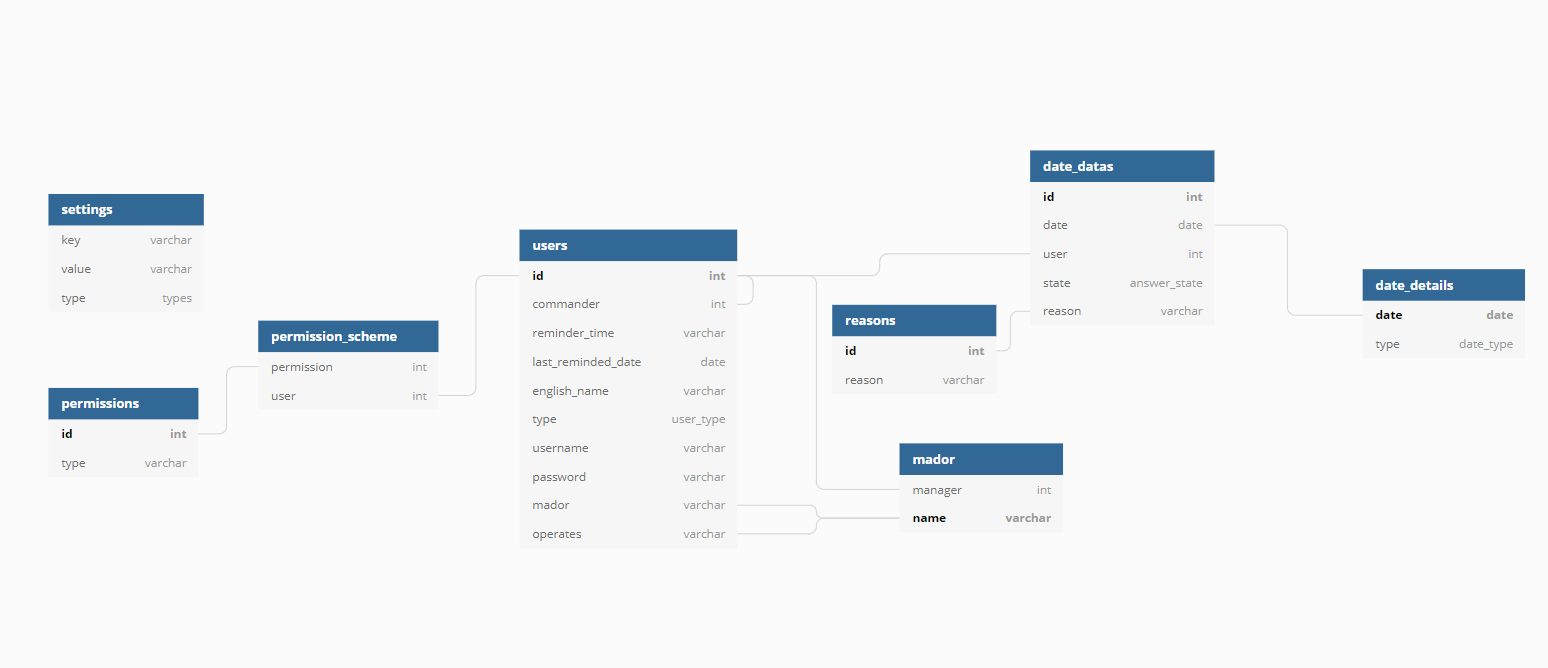 settings
key varchar
value varchar
type types
permissions
id int
type varchar
permission_scheme
permission int
user int
users
id int
commander int
reminder_time varchar
last_reminded_date date
english_name varchar
type user_type
username varchar
password varchar
mador varchar
operates varchar
reasons
id int
reason varchar
mador
manager int
name varchar
date_datas
id int
date date
user int
state answer_state
reason varchar
date_details
date date
type date_type